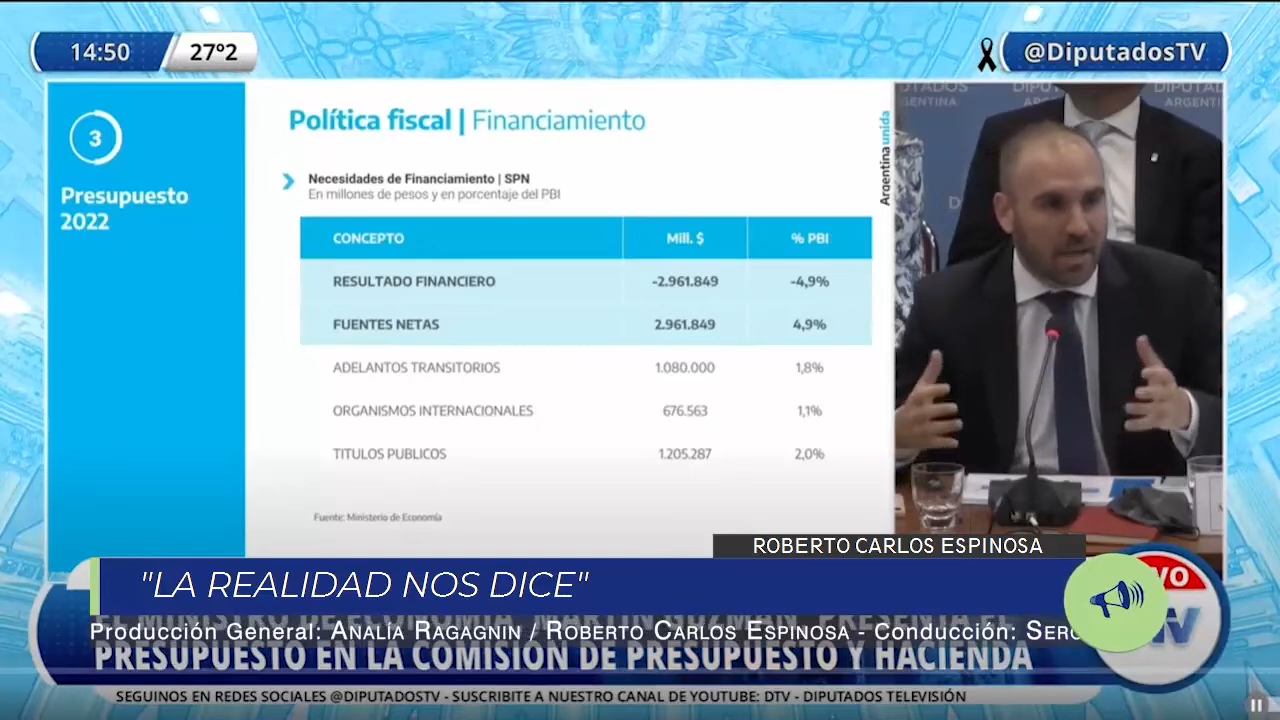 14:50
27º2
@DiputadosTV
3
Presupuesto
2022
Política fiscal | Financiamiento
Argentina unida
Necesidades de Financiamiento | SPN
En millones de pesos y en porcentaje del PBI
CONCEPTO Mill. $ % PBI
RESULTADO FINANCIERO -2.961.849 -4,9%
FUENTES NETAS 2.961.849 4,9%
ADELANTOS TRANSITORIOS 1.080.000 1,8%
ORGANISMOS INTERNACIONALES 676.563 1,1%
TITULOS PUBLICOS 1.205.287 2,0%
Fuente: Ministerio de Economía
DIPUTADOS
ARGENTINA
ROBERTO CARLOS ESPINOSA
"LA REALIDAD NOS DICE"
Producción General: Analía Ragagnin / Roberto Carlos Espinosa - Conducción: Serg
PRESUPUESTO EN LA COMISIÓN DE PRESUPUESTO Y HACIENDA
SEGUINOS EN REDES SOCIALES @DIPUTADOSTV - SUSCRIBITE A NUESTRO CANAL DE YOUTUBE: DTV - DIPUTADOS TELEVISIÓN